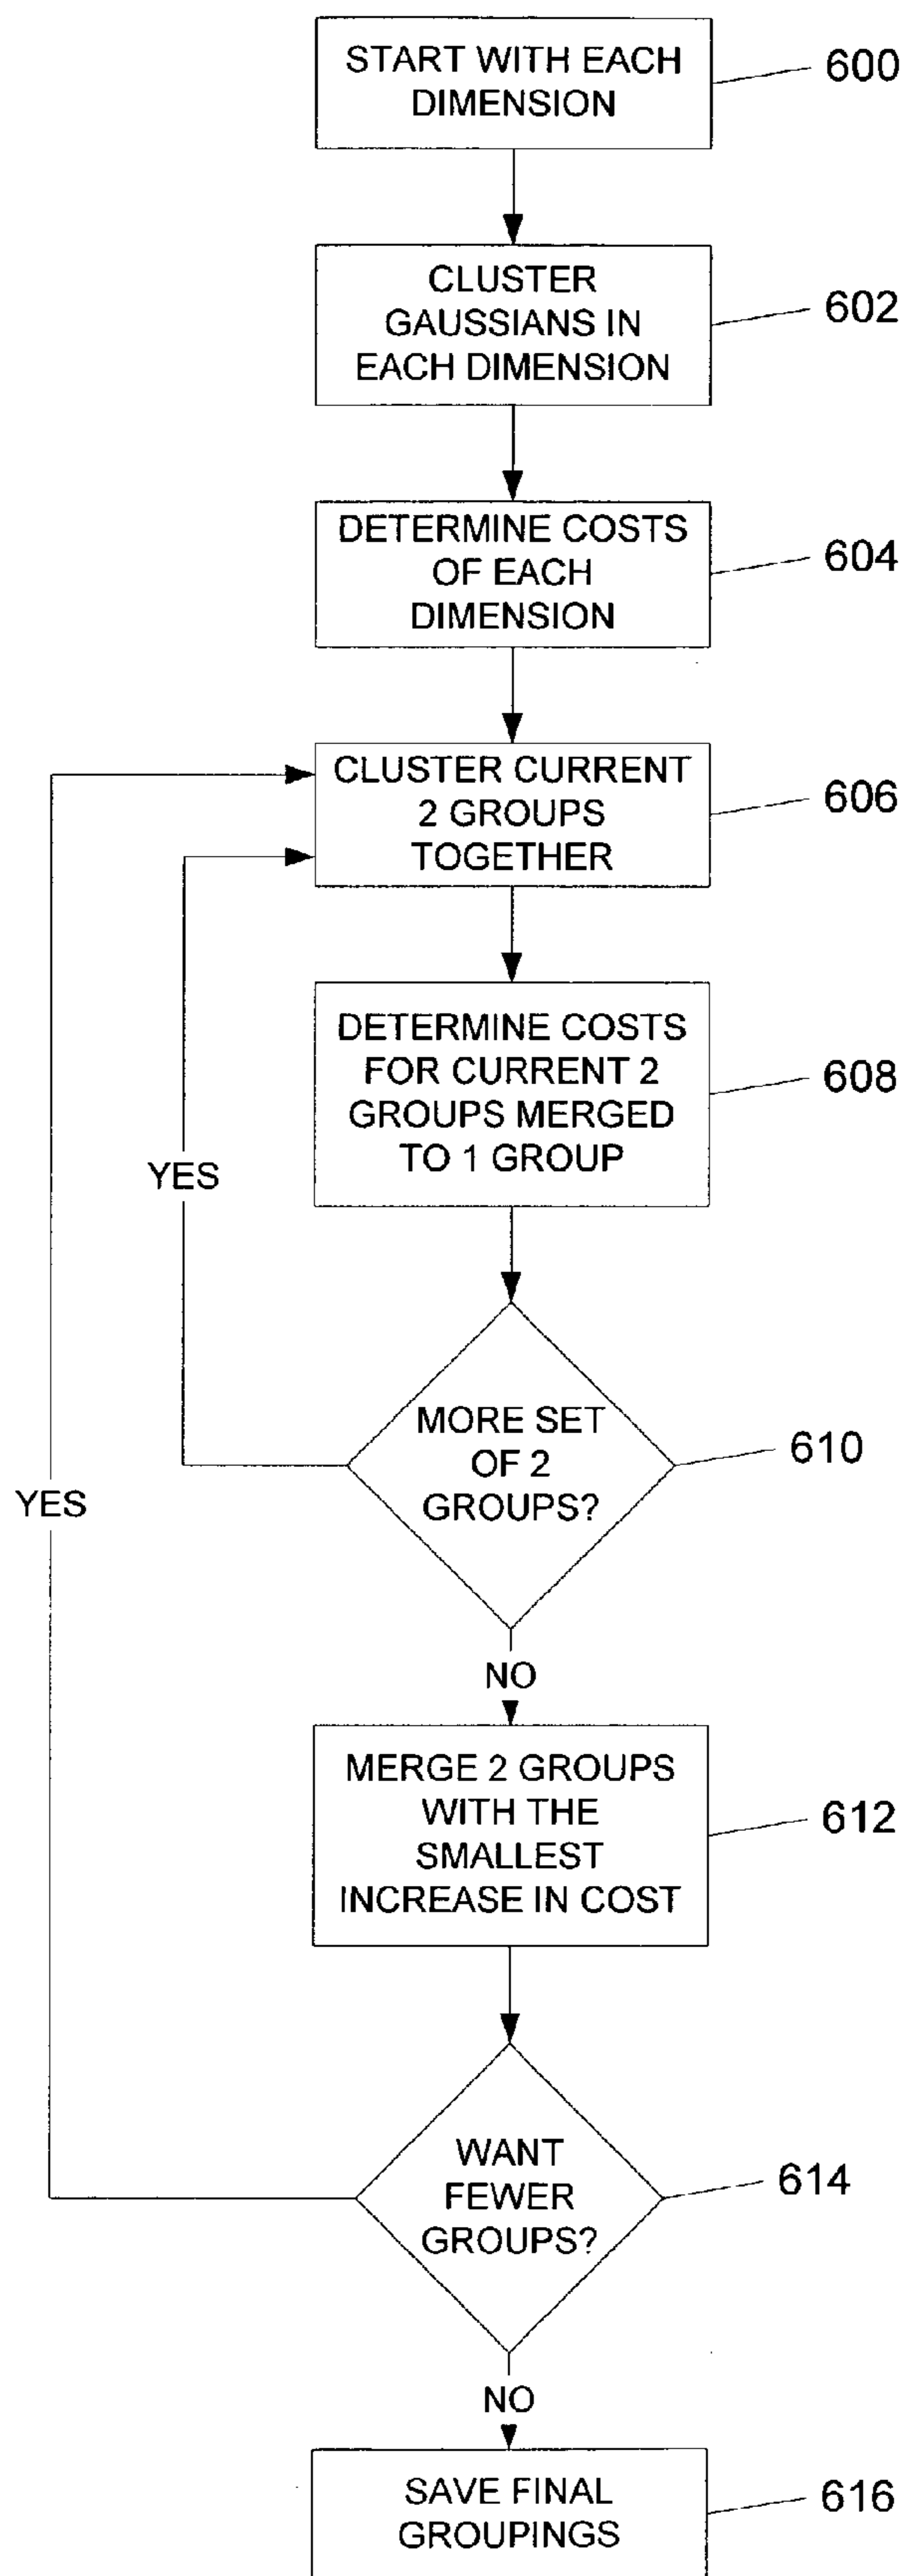 START WITH EACH
DIMENSION
600
CLUSTER
GAUSSIANS IN
EACH DIMENSION
602
DETERMINE COSTS
OF EACH
DIMENSION
604
CLUSTER CURRENT
2 GROUPS
TOGETHER
606
DETERMINE COSTS
FOR CURRENT 2
GROUPS MERGED
TO 1 GROUP
608
YES
MORE SET
OF 2
GROUPS?
610
YES
NO
MERGE 2 GROUPS
WITH THE
SMALLEST
INCREASE IN COST
612
WANT
FEWER
GROUPS?
614
NO
SAVE FINAL
GROUPINGS
616